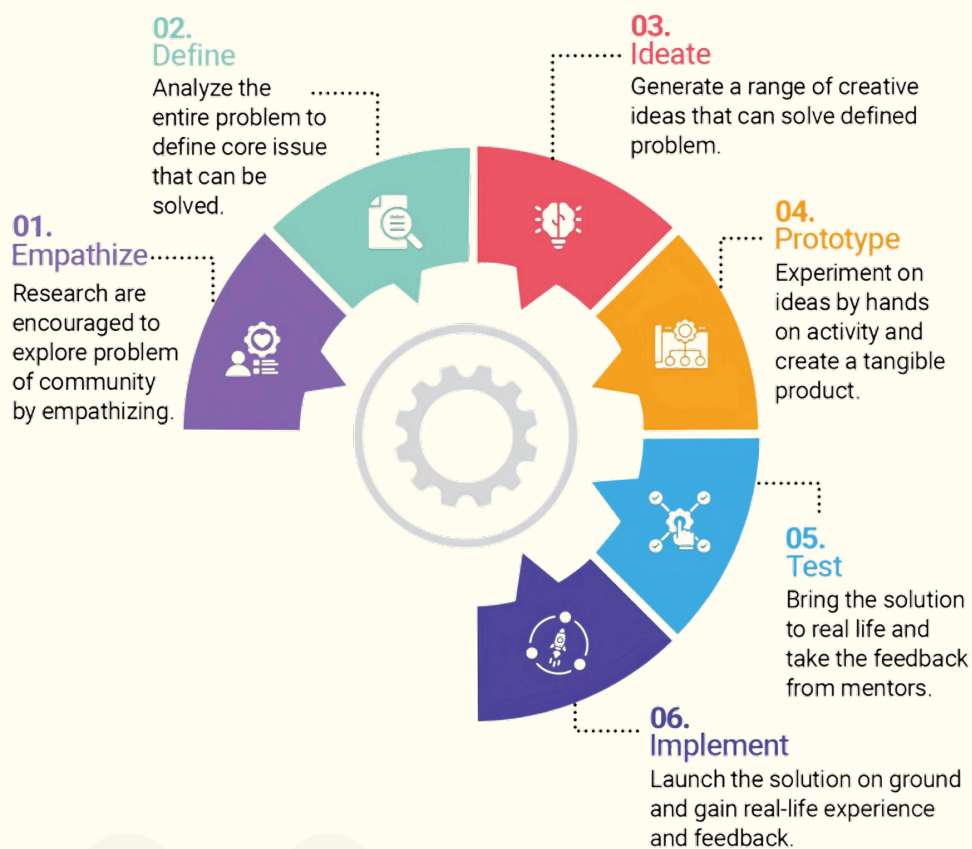 01.
Empathize
Research are
encouraged to
explore problem
of community
by empathizing.
02.
Define
Analyze the
entire problem to
define core issue
that can be
solved.
03.
Ideate
Generate a range of creative
ideas that can solve defined
problem.
04.
Prototype
Experiment on
ideas by hands
on activity and
create a tangible
product.
05.
Test
Bring the solution
to real life and
take the feedback
from mentors.
06.
Implement
Launch the solution on ground
and gain real-life experience
and feedback.